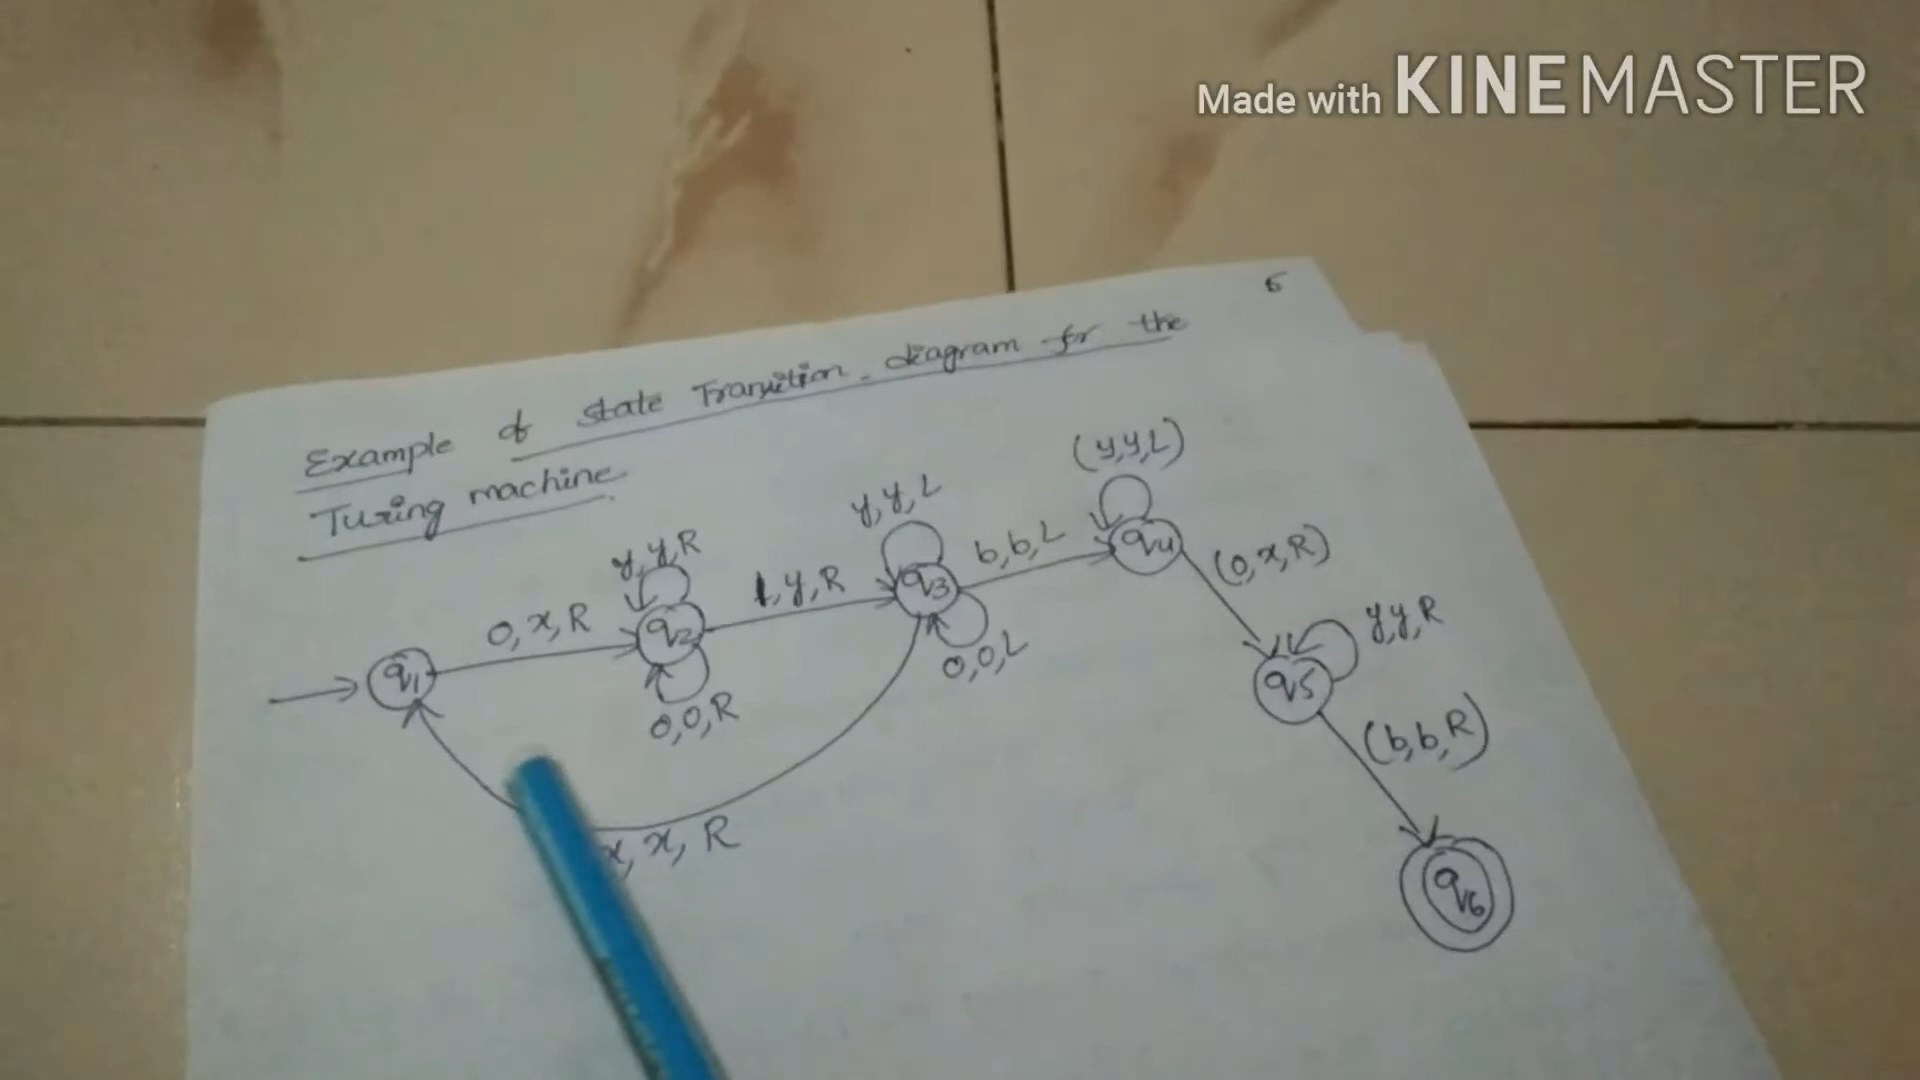 Made with KINEMASTER
6
Example of state Transition diagram for the
Turing machine
(y,y,L)
y,y,L
y,y,R
b,b,L
1,y,R
0,x,R
(0,x,R)
q4
q3
q2
q1
y,y,R
0,0,L
0,0,R
q5
(b,b,R)
x,x,R
q6